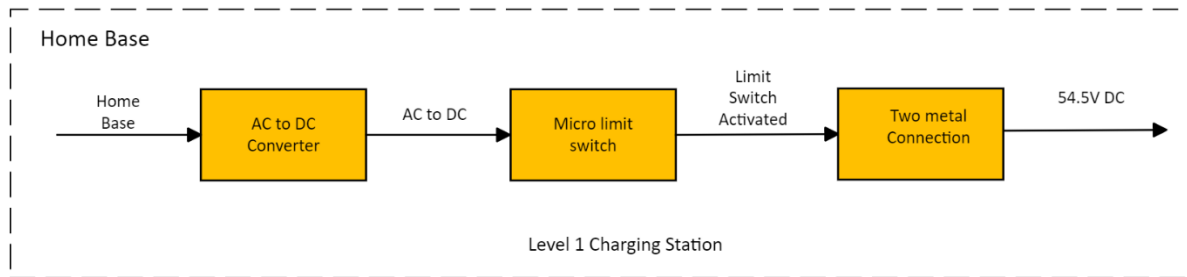 Home Base
Home
Base
AC to DC
Converter
AC to DC
Micro limit
switch
Limit
Switch
Activated
Two metal
Connection
54.5V DC
Level 1 Charging Station